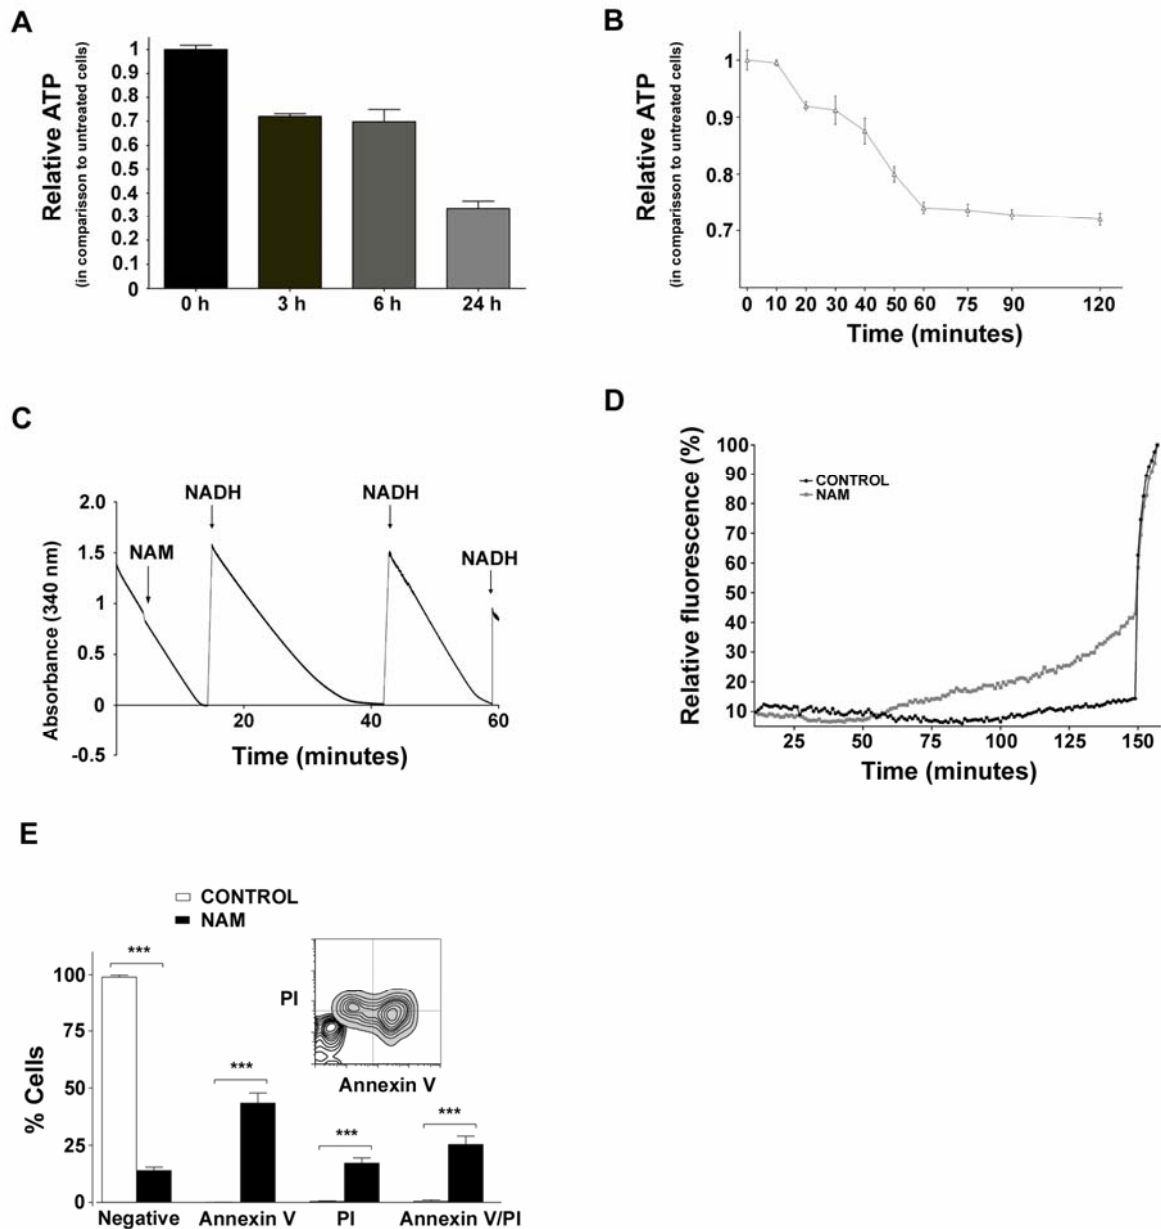 A
Relative ATP
(in comparisson to untreated cells)
1
0.9
0.8
0.7
0.6
0.5
0.4
0.3
0.2
0.1
0
0 h 3 h 6 h 24 h
B
Relative ATP
(in comparisson to untreated cells)
1
0.9
0.8
0.7
0 10 20 30 40 50 60 75 90 120
Time (minutes)
C
Absorbance (340 nm)
2.0
1.5
1
0.5
0
-0.5
NAM
NADH
NADH
NADH
20 40 60
Time (minutes)
D
Relative fluorescence (%)
100
90
80
70
60
50
40
30
20
10
CONTROL
NAM
25 50 75 100 125 150
Time (minutes)
E
CONTROL
NAM
% Cells
100
75
50
25
0
***
***
***
***
PI
Annexin V
Negative Annexin V PI Annexin V/PI